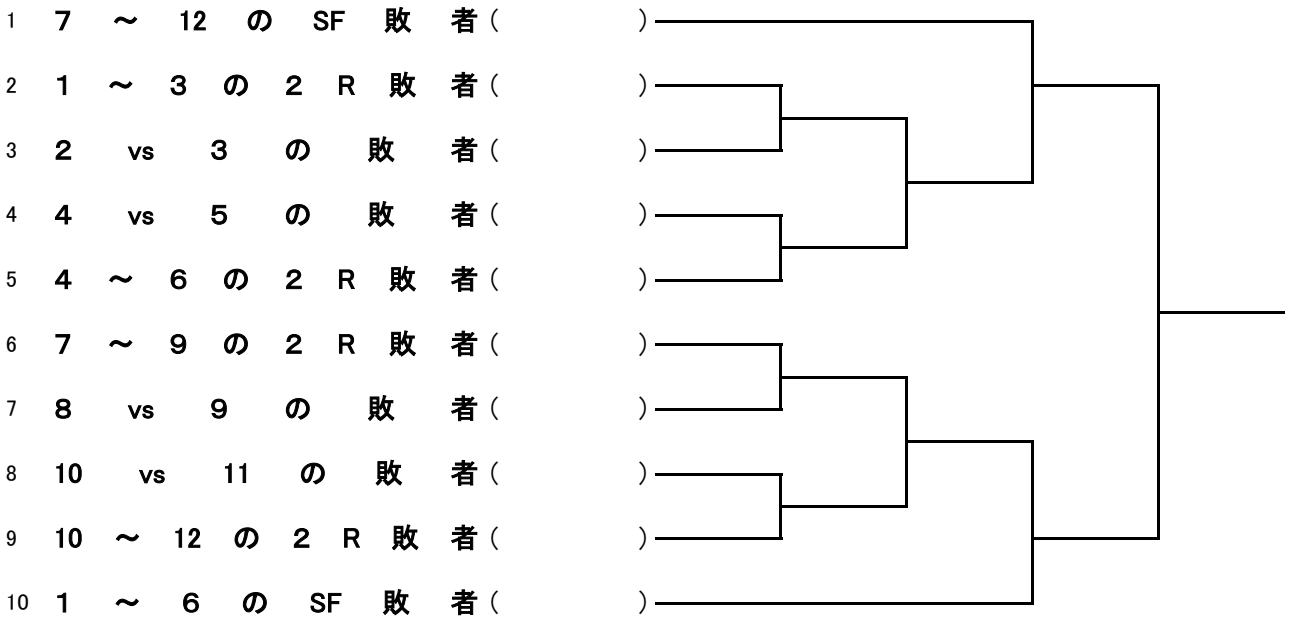 1 7 ～ 12 の SF 敗 者 ( )
2 1 ～ 3 の 2 R 敗 者 ( )
3 2 vs 3 の 敗 者 ( )
4 4 vs 5 の 敗 者 ( )
5 4 ～ 6 の 2 R 敗 者 ( )
6 7 ～ 9 の 2 R 敗 者 ( )
7 8 vs 9 の 敗 者 ( )
8 10 vs 11 の 敗 者 ( )
9 10 ～ 12 の 2 R 敗 者 ( )
10 1 ～ 6 の SF 敗 者 ( )